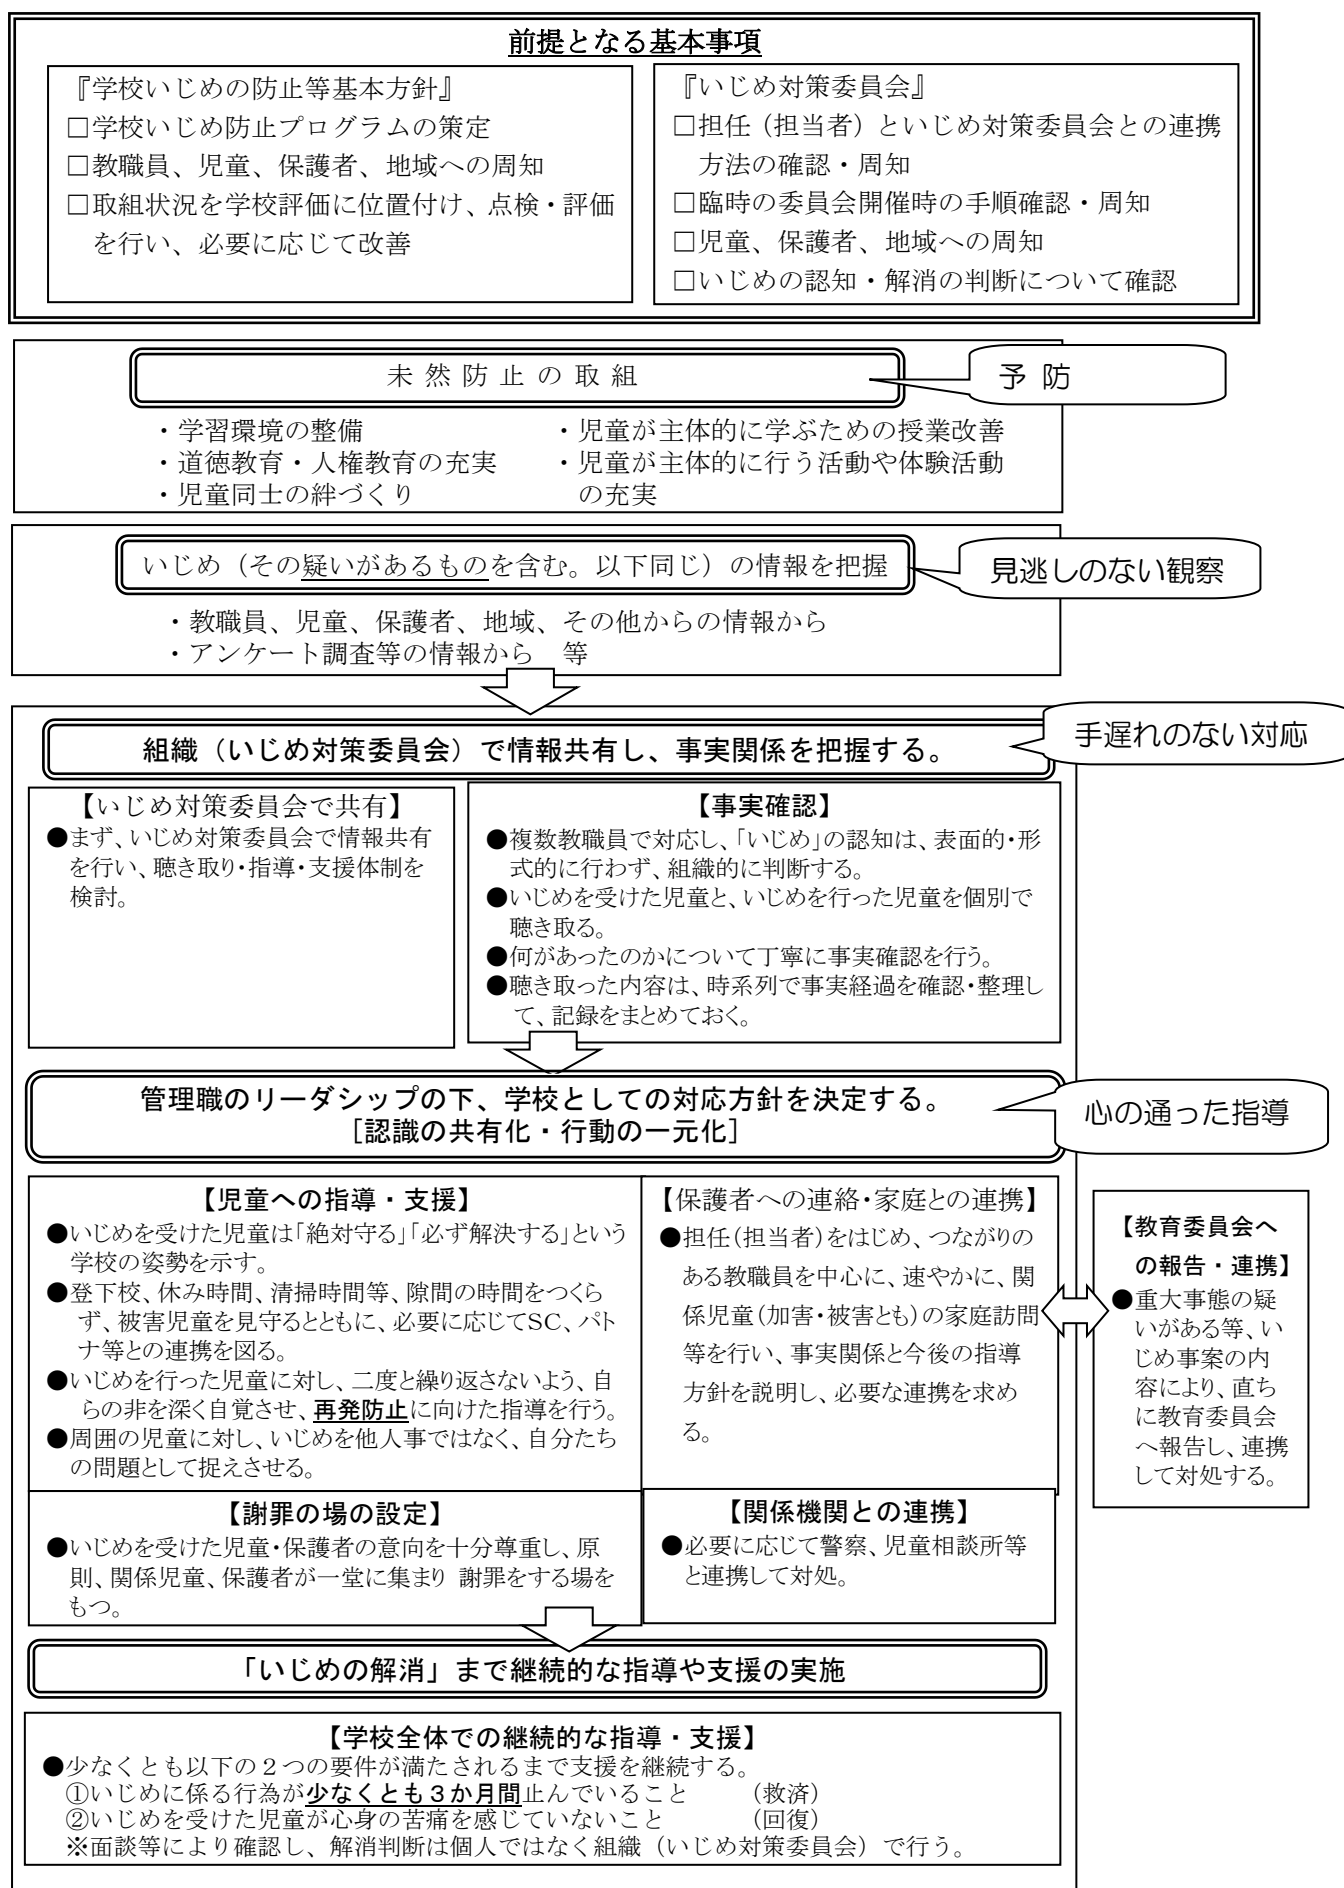 前提となる基本事項
『学校いじめの防止等基本方針』
□学校いじめ防止プログラムの策定
□教職員、児童、保護者、地域への周知
□取組状況を学校評価に位置付け、点検・評価
を行い、必要に応じて改善
『いじめ対策委員会』
□担任（担当者）といじめ対策委員会との連携
方法の確認・周知
□臨時の委員会開催時の手順確認・周知
□児童、保護者、地域への周知
□いじめの認知・解消の判断について確認
未然防止の取組
予 防
・学習環境の整備
・道徳教育・人権教育の充実
・児童同士の絆づくり
・児童が主体的に学ぶための授業改善
・児童が主体的に行う活動や体験活動
の充実
いじめ（その疑いがあるものを含む。以下同じ）の情報を把握
見逃しのない観察
・教職員、児童、保護者、地域、その他からの情報から
・アンケート調査等の情報から　等
組織（いじめ対策委員会）で情報共有し、事実関係を把握する。
手遅れのない対応
【いじめ対策委員会で共有】
●まず、いじめ対策委員会で情報共有
を行い、聴き取り・指導・支援体制を
検討。
【事実確認】
●複数教職員で対応し、「いじめ」の認知は、表面的・形
式的に行わず、組織的に判断する。
●いじめを受けた児童と、いじめを行った児童を個別で
聴き取る。
●何があったのかについて丁寧に事実確認を行う。
●聴き取った内容は、時系列で事実経過を確認・整理し
て、記録をまとめておく。
管理職のリーダシップの下、学校としての対応方針を決定する。
［認識の共有化・行動の一元化］
心の通った指導
【児童への指導・支援】
●いじめを受けた児童は「絶対守る」「必ず解決する」という
学校の姿勢を示す。
●登下校、休み時間、清掃時間等、隙間の時間をつくら
ず、被害児童を見守るとともに、必要に応じてSC、パト
ナ等との連携を図る。
●いじめを行った児童に対し、二度と繰り返さないよう、自
らの非を深く自覚させ、再発防止に向けた指導を行う。
●周囲の児童に対し、いじめを他人事ではなく、自分たち
の問題として捉えさせる。
【保護者への連絡・家庭との連携】
●担任（担当者）をはじめ、つながりの
ある教職員を中心に、速やかに、関
係児童（加害・被害とも）の家庭訪問
等を行い、事実関係と今後の指導
方針を説明し、必要な連携を求め
る。
【教育委員会へ
の報告・連携】
●重大事態の疑
いがある等、い
じめ事案の内
容により、直ち
に教育委員会
へ報告し、連携
して対処する。
【謝罪の場の設定】
●いじめを受けた児童・保護者の意向を十分尊重し、原
則、関係児童、保護者が一堂に集まり 謝罪をする場を
もつ。
【関係機関との連携】
●必要に応じて警察、児童相談所等
と連携して対処。
「いじめの解消」まで継続的な指導や支援の実施
【学校全体での継続的な指導・支援】
●少なくとも以下の２つの要件が満たされるまで支援を継続する。
①いじめに係る行為が少なくとも３か月間止んでいること　　（救済）
②いじめを受けた児童が心身の苦痛を感じていないこと　　（回復）
※面談等により確認し、解消判断は個人ではなく組織（いじめ対策委員会）で行う。